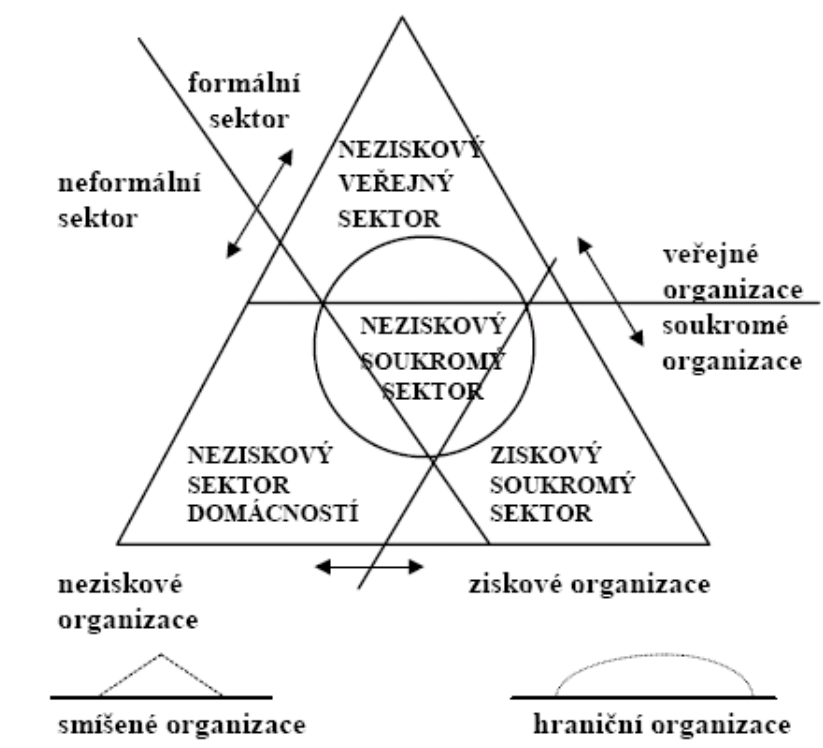 formální
sektor
neformální
sektor
NEZISKOVÝ
VEŘEJNÝ
SEKTOR
veřejné
organizace
soukromé
organizace
NEZISKOVÝ
SOUKROMÝ
SEKTOR
NEZISKOVÝ
SEKTOR
DOMÁCNOSTÍ
ZISKOVÝ
SOUKROMÝ
SEKTOR
neziskové
organizace
ziskové organizace
smíšené organizace
hraniční organizace